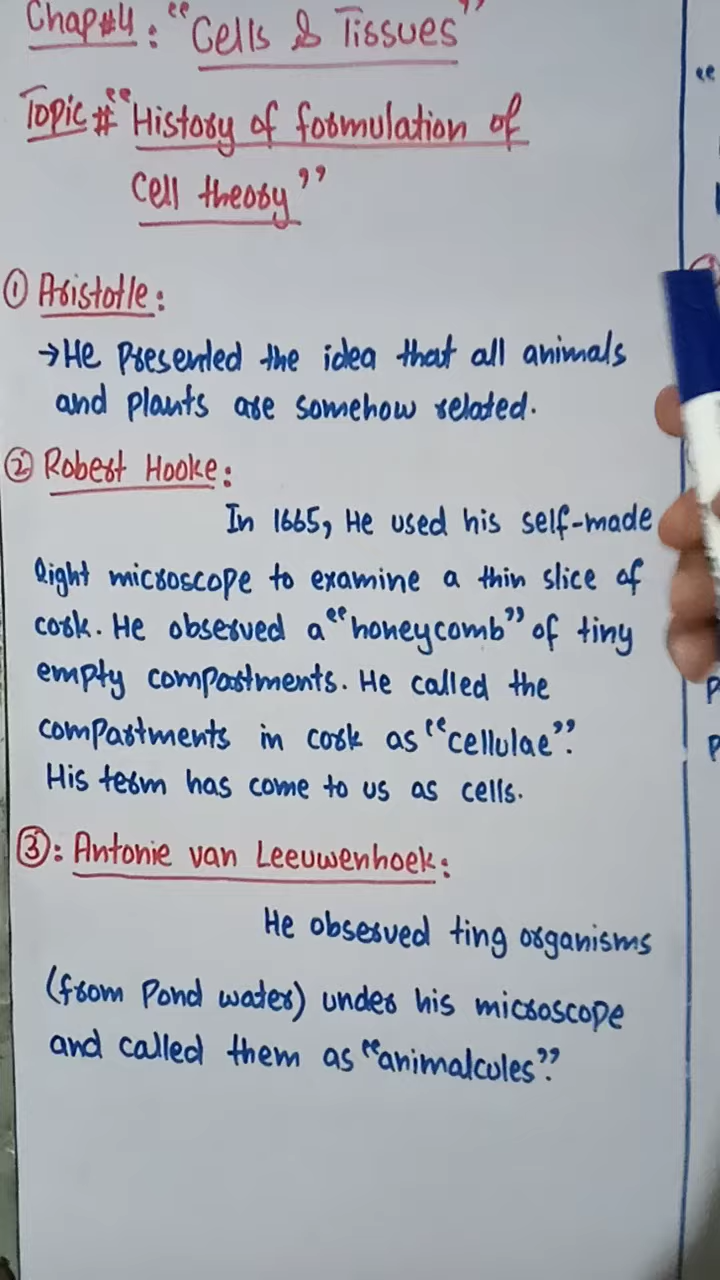 Chap#4: "Cells & Tissues"
Topic # "History of formulation of
Cell theory"
① Aristotle:
→ He Presented the idea that all animals
and plants are somehow related.
② Robert Hooke:
In 1665, He used his self-made
light microscope to examine a thin slice of
cork. He observed a "honeycomb" of tiny
empty compartments. He called the
compartments in cork as "cellulae".
His term has come to us as cells.
③: Antonie van Leeuwenhoek:
He observed ting organisms
(from Pond water) under his microscope
and called them as "animalcules".